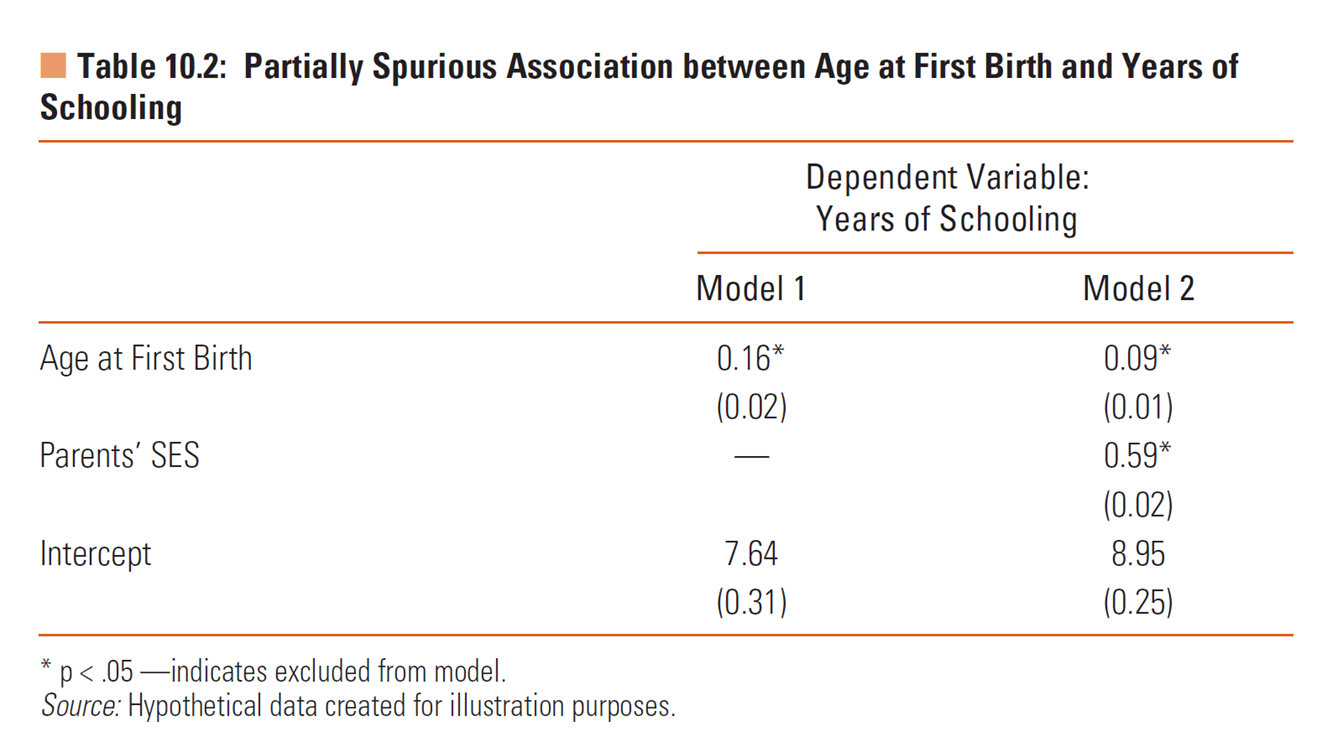 Table 10.2: Partially Spurious Association between Age at First Birth and Years of
Schooling
Dependent Variable:
Years of Schooling
Model 1 Model 2
Age at First Birth 0.16* 0.09*
(0.02) (0.01)
Parents’ SES — 0.59*
(0.02)
Intercept 7.64 8.95
(0.31) (0.25)
* p < .05 —indicates excluded from model.
Source: Hypothetical data created for illustration purposes.